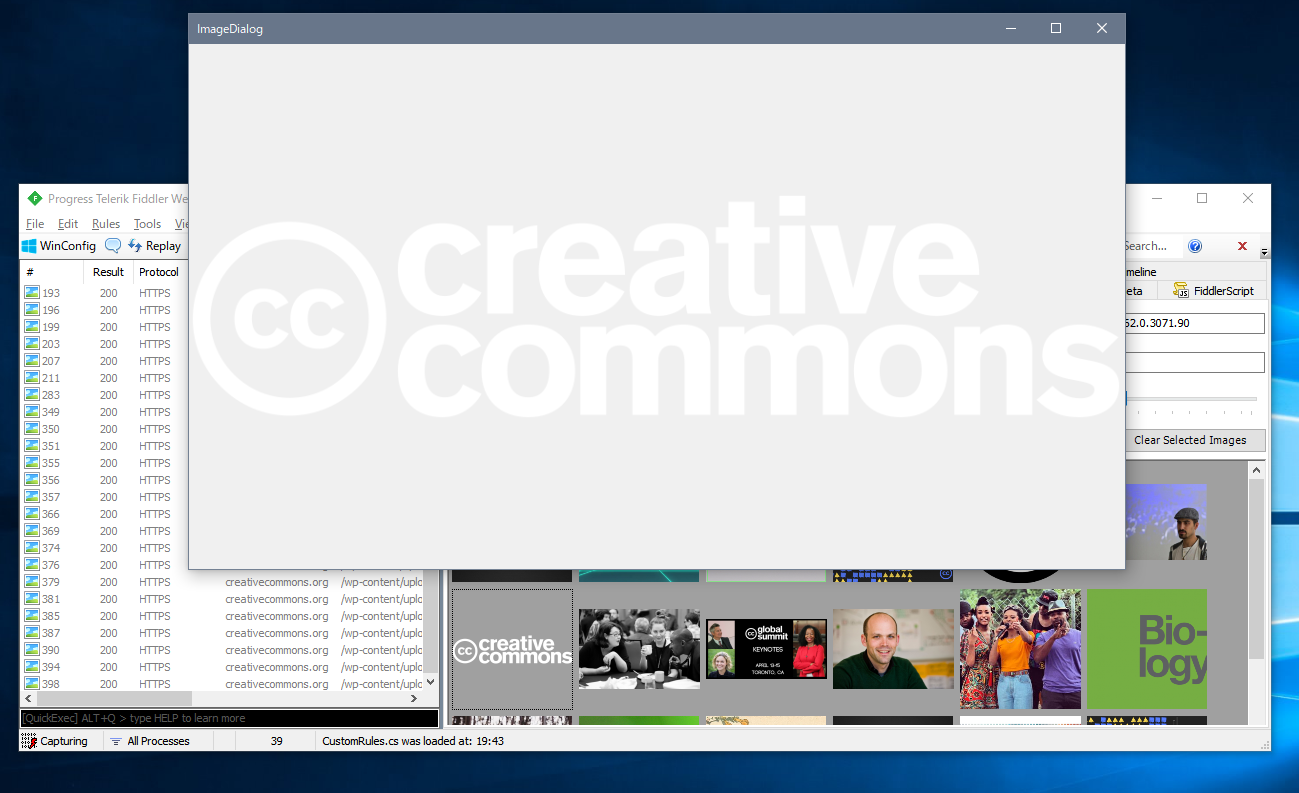 ImageDialog
creative
commons
cc
Progress Telerik Fiddler We
File Edit Rules Tools Vie
WinConfig Replay
Search...
# Result Protocol
193 200 HTTPS
196 200 HTTPS
199 200 HTTPS
203 200 HTTPS
207 200 HTTPS
211 200 HTTPS
283 200 HTTPS
349 200 HTTPS
350 200 HTTPS
351 200 HTTPS
355 200 HTTPS
356 200 HTTPS
357 200 HTTPS
366 200 HTTPS
369 200 HTTPS
374 200 HTTPS
376 200 HTTPS
379 200 HTTPS creativecommons.org /wp-content/uplc
381 200 HTTPS creativecommons.org /wp-content/uplc
385 200 HTTPS creativecommons.org /wp-content/uplc
387 200 HTTPS creativecommons.org /wp-content/uplc
390 200 HTTPS creativecommons.org /wp-content/uplc
394 200 HTTPS creativecommons.org /wp-content/uplc
398 200 HTTPS creativecommons.org /wp-content/uplc
meline
eta FiddlerScript
62.0.3071.90
Clear Selected Images
cc
cc creative
commons
cc global
summit
KEYNOTES
APRIL 13-15
TORONTO, CA
Bio-
logy
[QuickExec] ALT+Q > type HELP to learn more
Capturing All Processes 39 CustomRules.cs was loaded at: 19:43